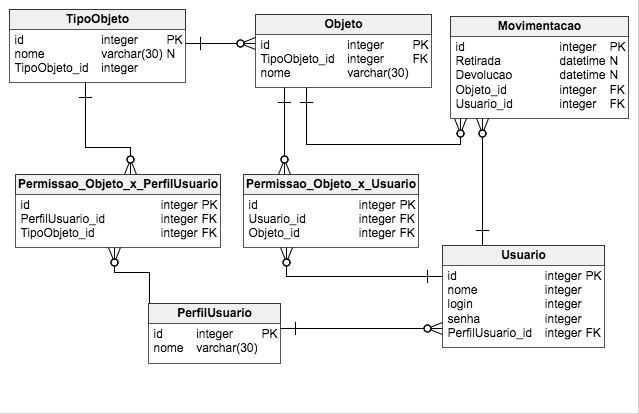 TipoObjeto
id integer PK
nome varchar(30) N
TipoObjeto_id integer
Objeto
id integer PK
TipoObjeto_id integer FK
nome varchar(30)
Movimentacao
id integer PK
Retirada datetime N
Devolucao datetime N
Objeto_id integer FK
Usuario_id integer FK
Permissao_Objeto_x_PerfilUsuario
id integer PK
PerfilUsuario_id integer FK
TipoObjeto_id integer FK
Permissao_Objeto_x_Usuario
id integer PK
Usuario_id integer FK
Objeto_id integer FK
Usuario
id integer PK
nome integer
login integer
senha integer
PerfilUsuario_id integer FK
PerfilUsuario
id integer PK
nome varchar(30)